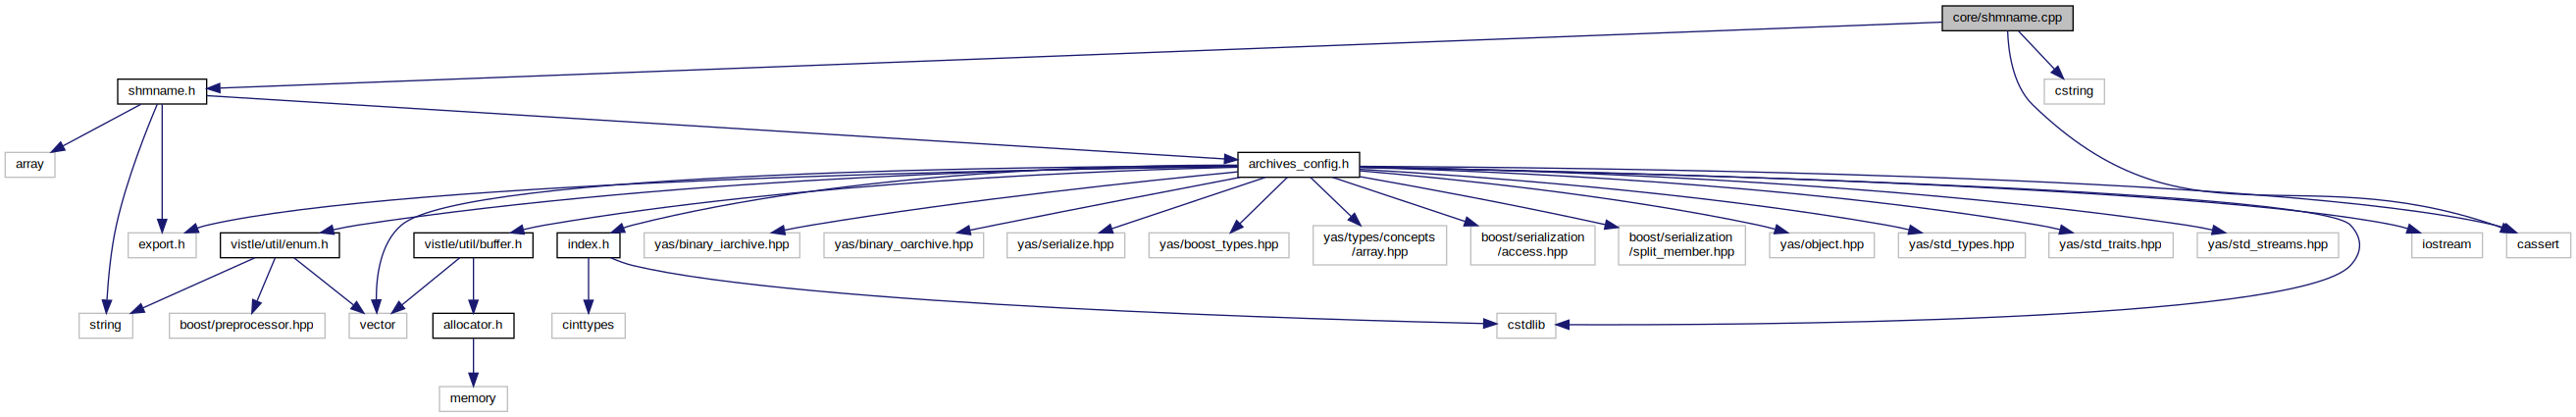 core/shmname.cpp
shmname.h
cstring
array
archives_config.h
export.h
vistle/util/enum.h
vistle/util/buffer.h
index.h
yas/binary_iarchive.hpp
yas/binary_oarchive.hpp
yas/serialize.hpp
yas/boost_types.hpp
yas/types/concepts
/array.hpp
boost/serialization
/access.hpp
boost/serialization
/split_member.hpp
yas/object.hpp
yas/std_types.hpp
yas/std_traits.hpp
yas/std_streams.hpp
iostream
cassert
string
boost/preprocessor.hpp
vector
allocator.h
cinttypes
cstdlib
memory